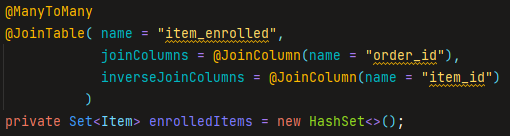 @ManyToMany
@JoinTable( name = "item_enrolled",
joinColumns = @JoinColumn(name = "order_id"),
inverseJoinColumns = @JoinColumn(name = "item_id")
)
private Set<Item> enrolledItems = new HashSet<>();